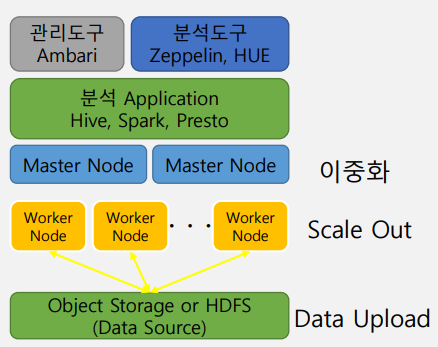 관리도구
Ambari
분석도구
Zeppelin, HUE
분석 Application
Hive, Spark, Presto
Master Node
Master Node
이중화
Worker
Node
Worker
Node
. . .
Worker
Node
Scale Out
Object Storage or HDFS
(Data Source)
Data Upload